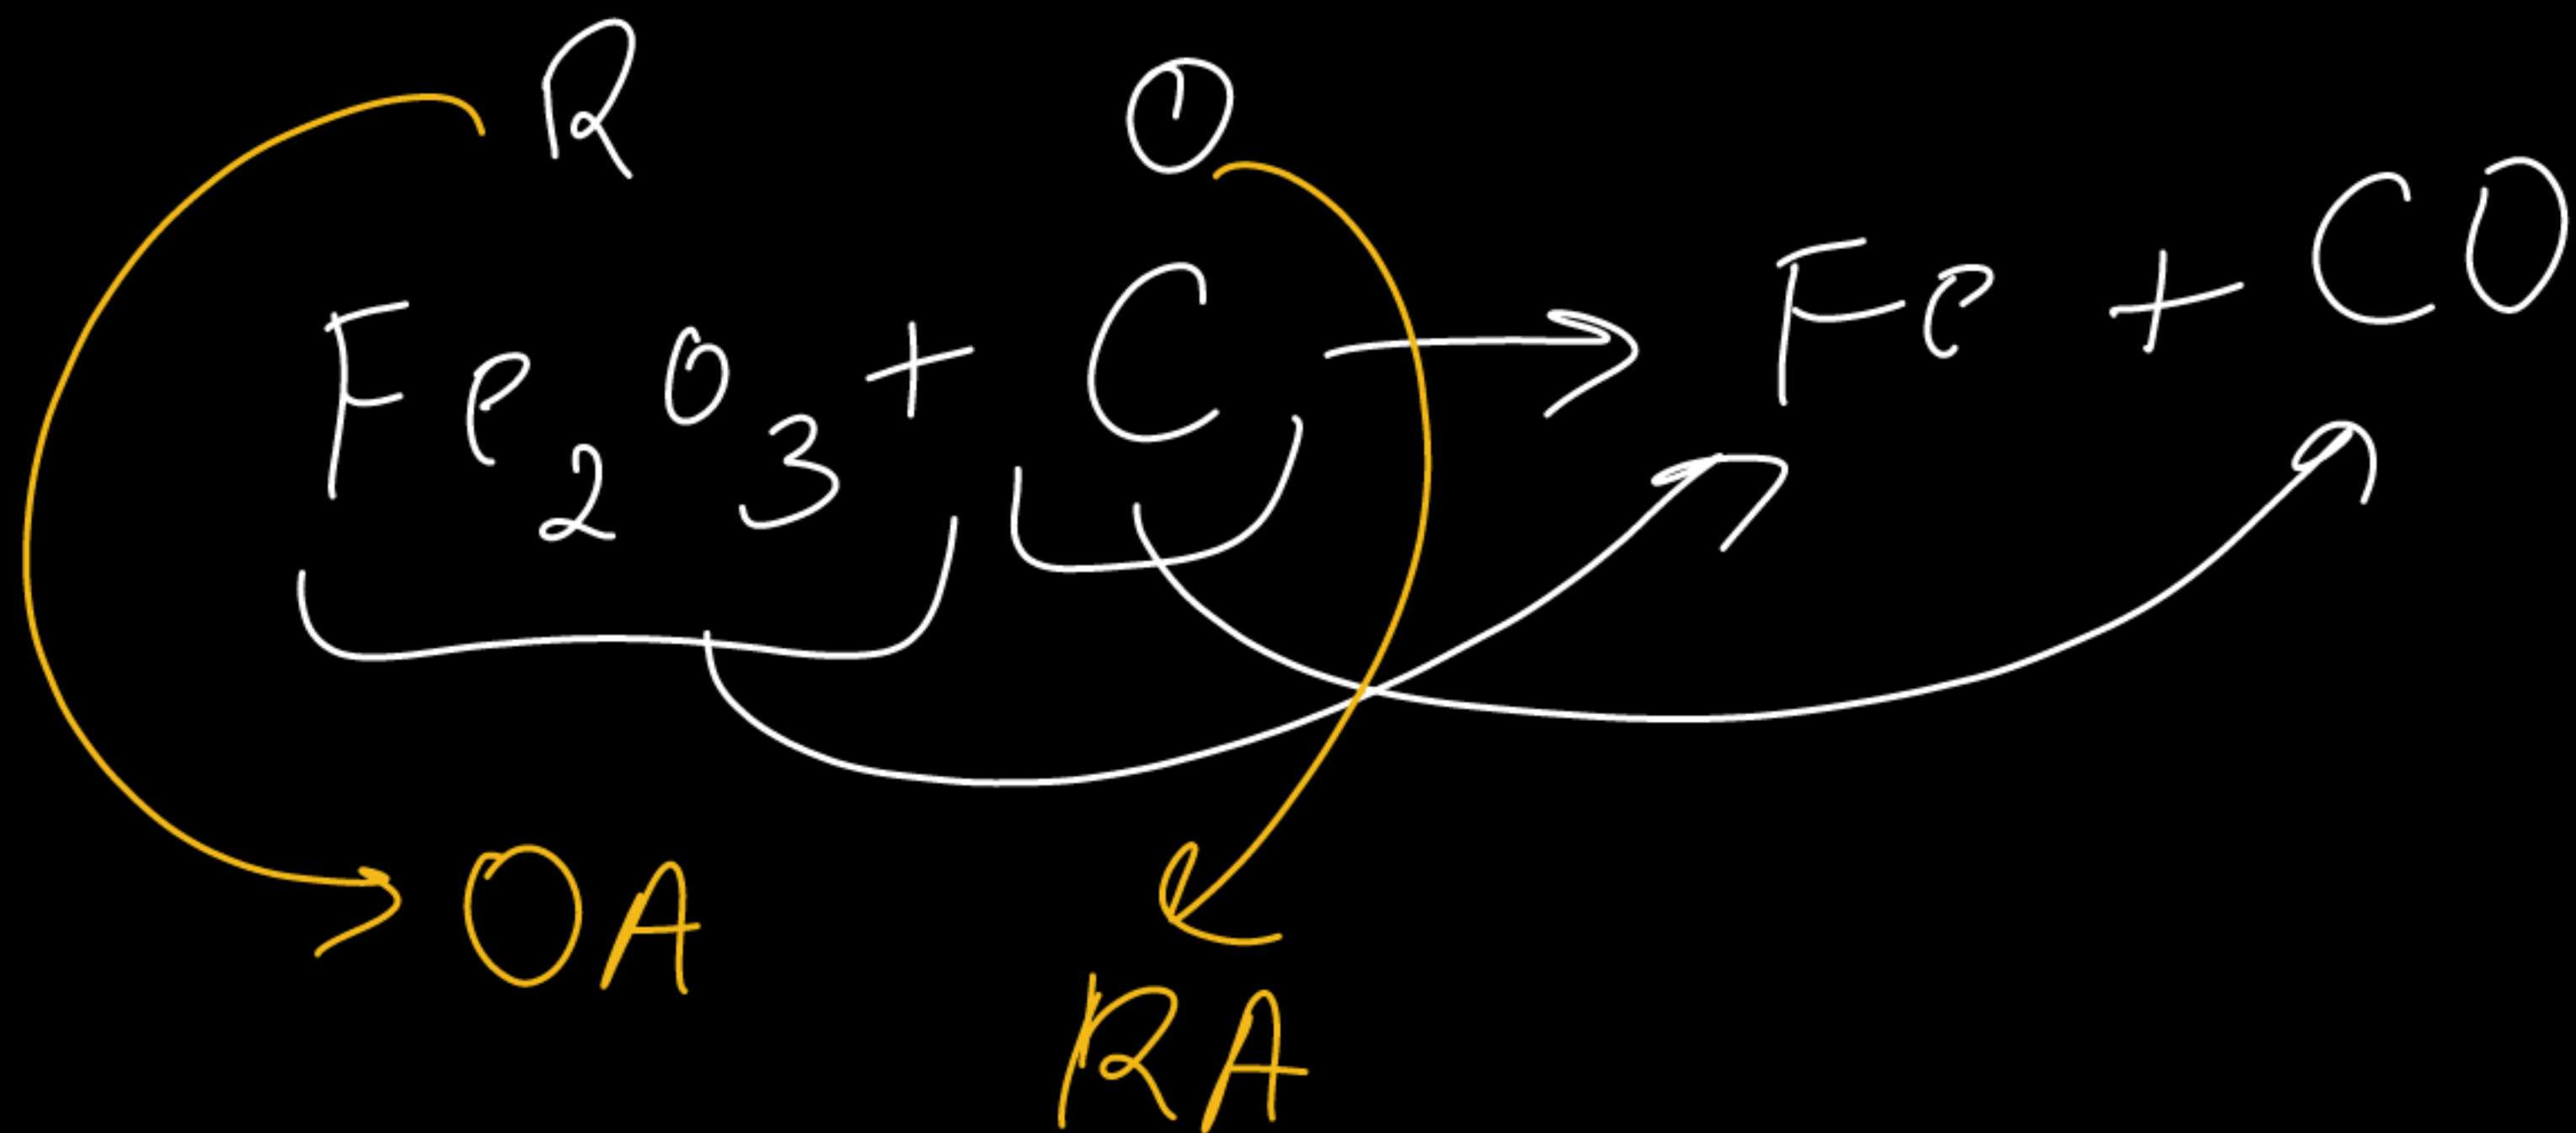 R O
Fe2O3 + C → Fe + CO
OA
RA